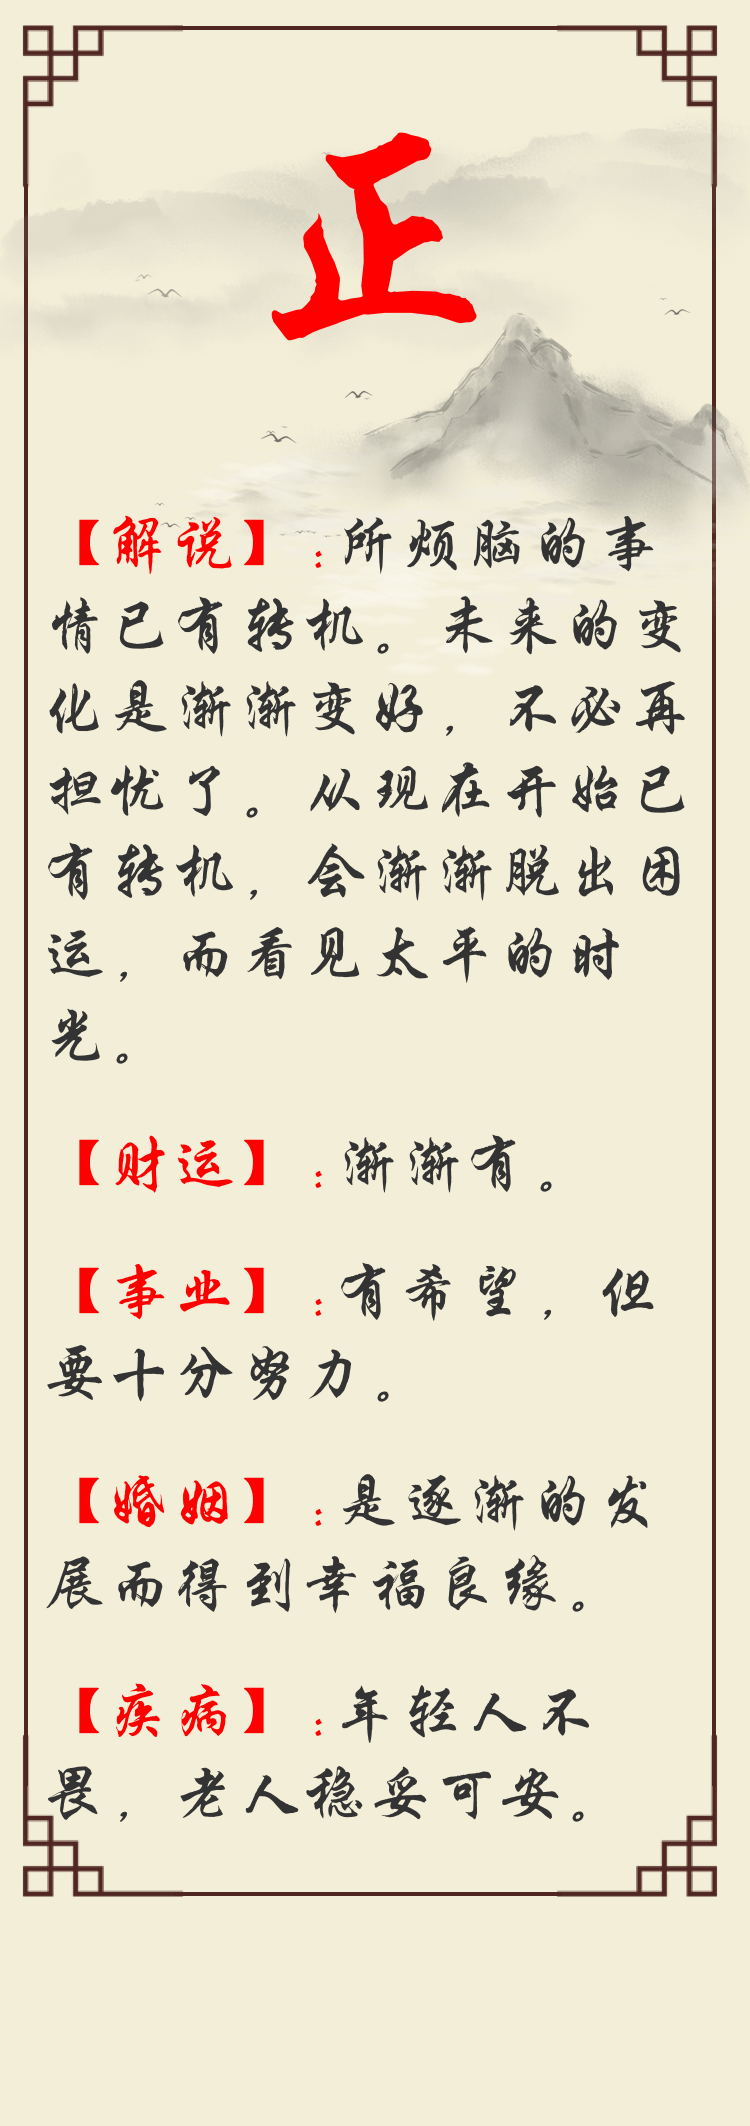 正
【解说】:所烦脑的事
情已有转机。未来的变
化是渐渐变好,不必再
担忧了。从现在开始已
有转机,会渐渐脱出困
运,而看见太平的时
光。
【财运】:渐渐有。
【事业】:有希望,但
要十分努力。
【婚姻】:是逐渐的发
展而得到幸福良缘。
【疾病】:年轻人不
畏,老人稳妥可安。